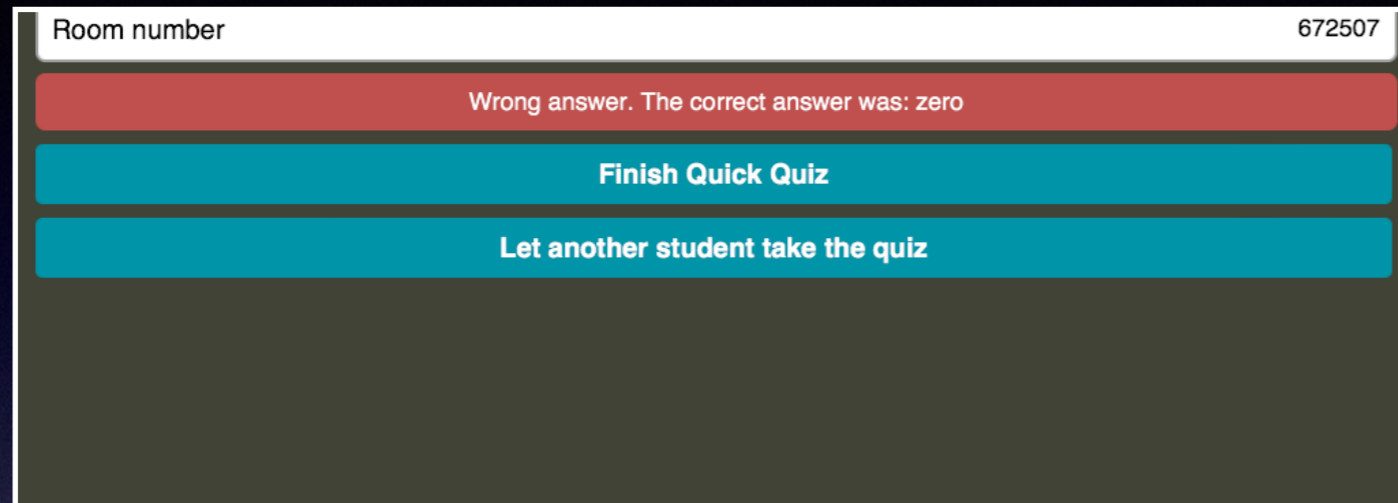 Room number 672507
Wrong answer. The correct answer was: zero
Finish Quick Quiz
Let another student take the quiz